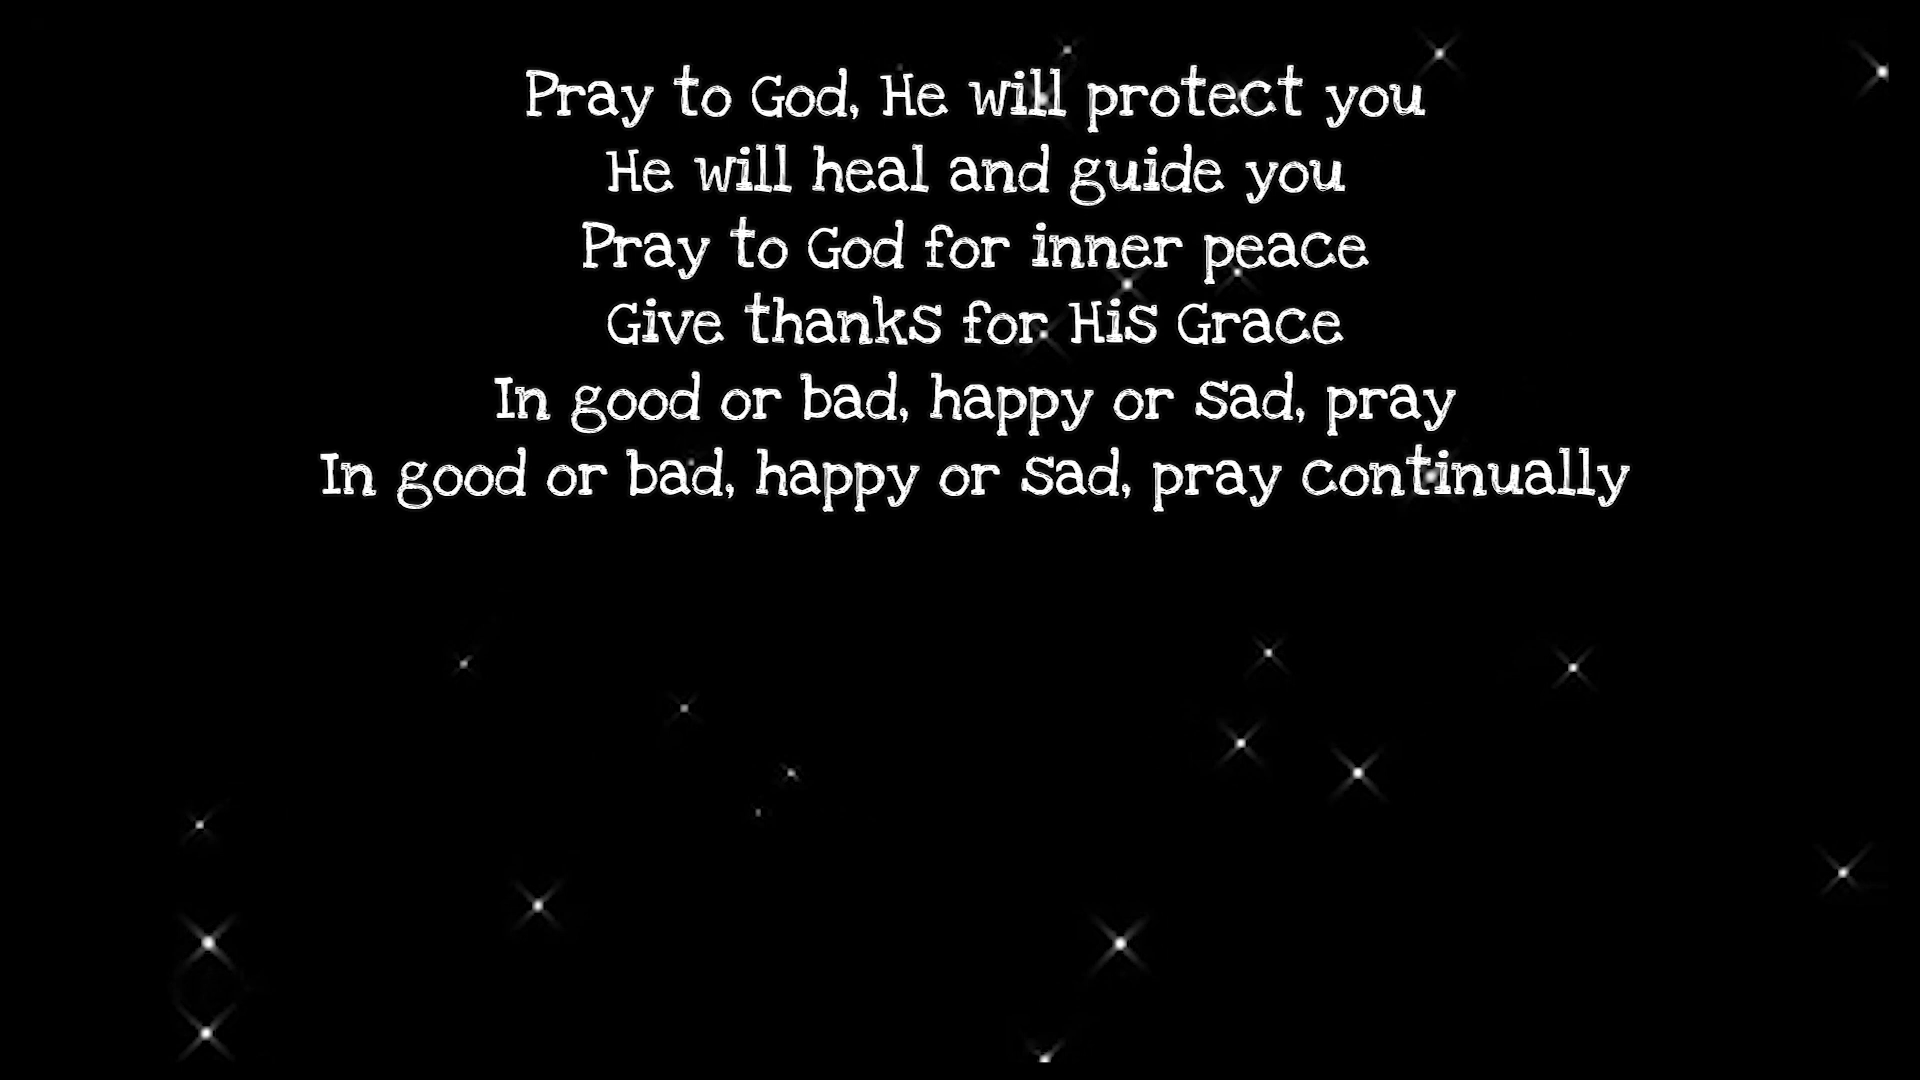 Pray to God, He will protect you
He will heal and guide you
Pray to God for inner peace
Give thanks for His Grace
In good or bad, happy or sad, pray
In good or bad, happy or sad, pray continually